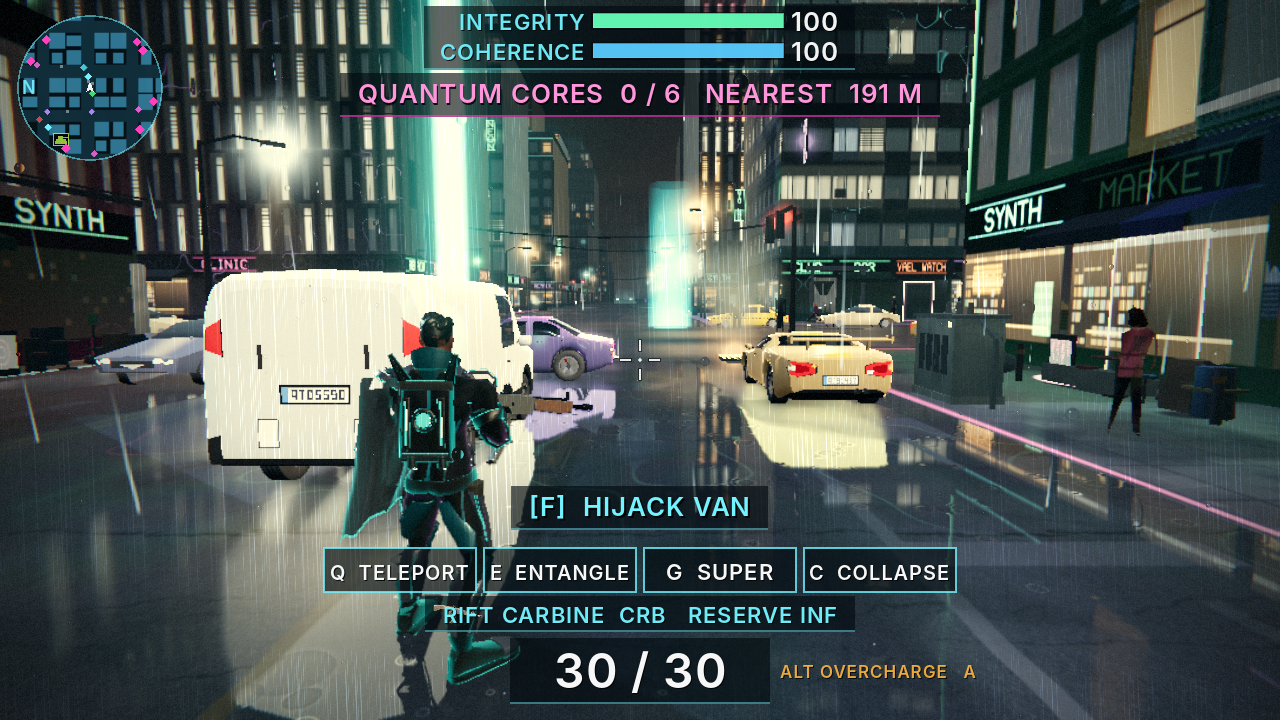 INTEGRITY 100
COHERENCE 100
QUANTUM CORES 0 / 6 NEAREST 191 M
N
SYNTH
CLINIC
SYNTH
MARKET
VAEL WATCH
[F] HIJACK VAN
Q TELEPORT
E ENTANGLE
G SUPER
C COLLAPSE
RIFT CARBINE CRB RESERVE INF
30 / 30
ALT OVERCHARGE A